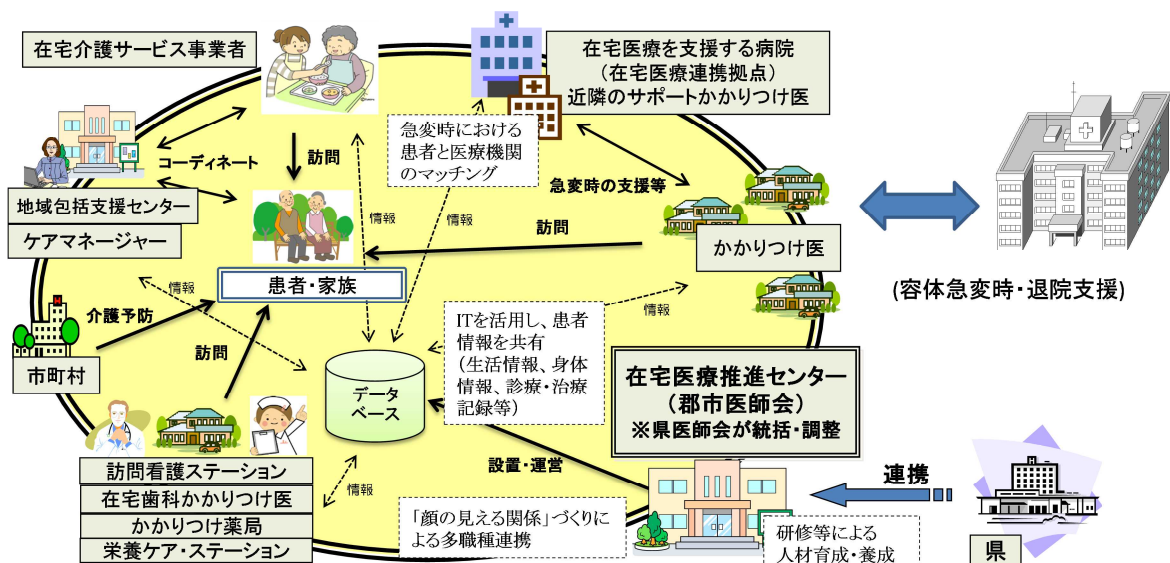 在宅介護サービス事業者
在宅医療を支援する病院
（在宅医療連携拠点）
近隣のサポートかかりつけ医
急変時における
患者と医療機関
のマッチング
コーディネート
訪問
急変時の支援等
地域包括支援センター
ケアマネージャー
情報
情報
訪問
かかりつけ医
(容体急変時・退院支援)
患者・家族
情報
情報
介護予防
ITを活用し、患者
情報を共有
（生活情報、身体
情報、診療・治療
記録等）
訪問
市町村
データ
ベース
在宅医療推進センター
（郡市医師会）
※県医師会が統括・調整
訪問看護ステーション
在宅歯科かかりつけ医
かかりつけ薬局
栄養ケア・ステーション
情報
設置・運営
「顔の見える関係」づくりに
よる多職種連携
連携
研修等による
人材育成・養成
県